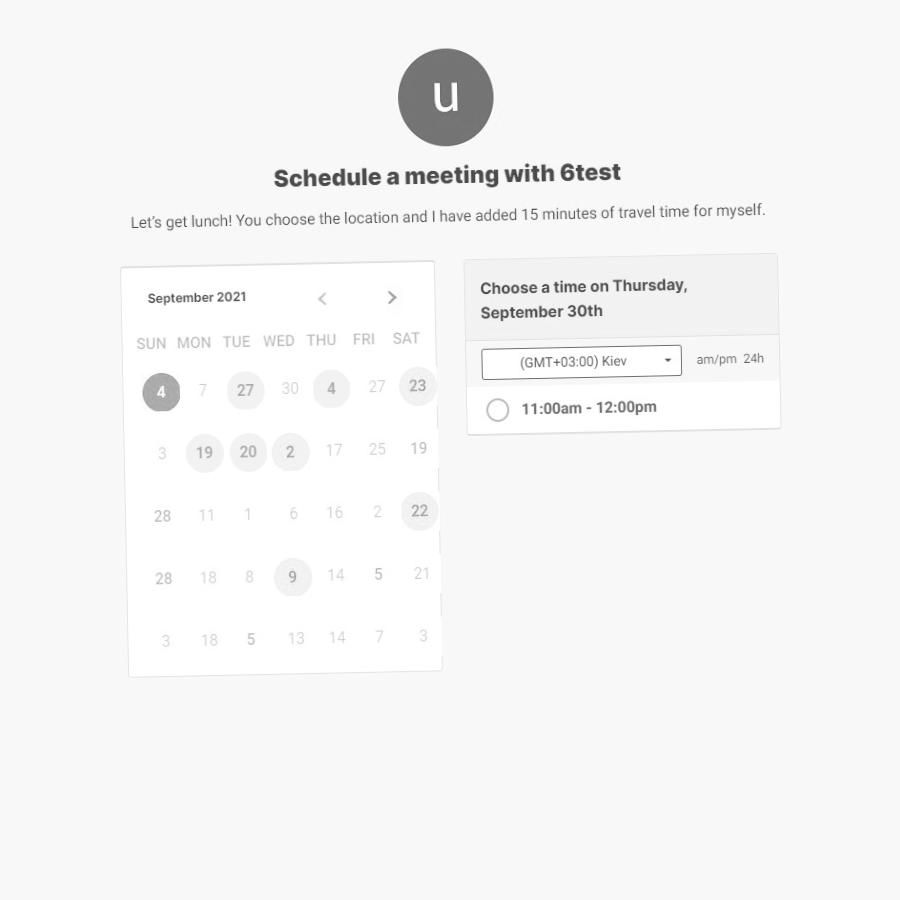 u
Schedule a meeting with 6test
Let's get lunch! You choose the location and I have added 15 minutes of travel time for myself.
September 2021
SUN MON TUE WED THU FRI SAT
4 7 27 30 4 27 23
3 19 20 2 17 25 19
28 11 1 6 16 2 22
28 18 8 9 14 5 21
3 18 5 13 14 7 3
Choose a time on Thursday,
September 30th
(GMT+03:00) Kiev am/pm 24h
11:00am - 12:00pm